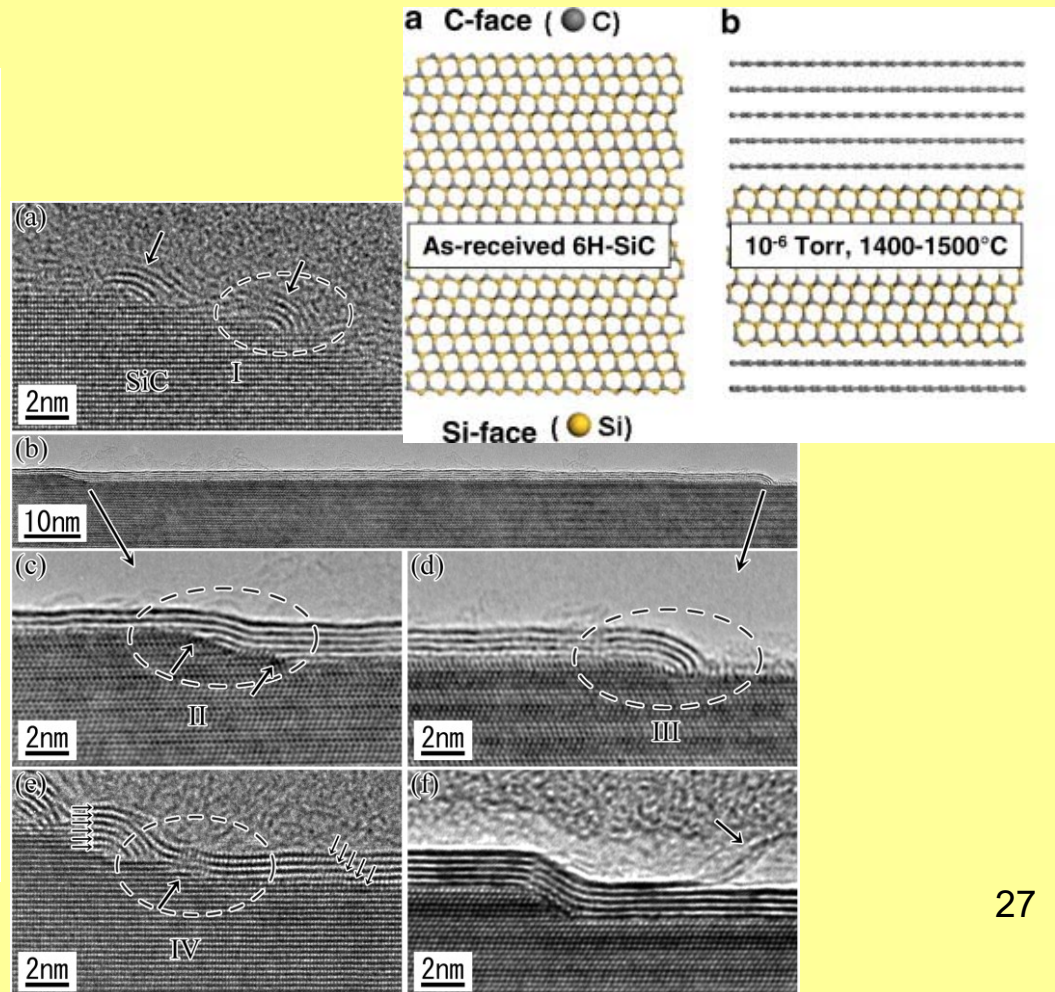 a C-face ( C)
b
As-received 6H-SiC
10-6 Torr, 1400-1500°C
Si-face ( Si)
(a)
SiC
I
2nm
(b)
10nm
(c)
II
2nm
(d)
III
2nm
(e)
IV
2nm
(f)
2nm
27